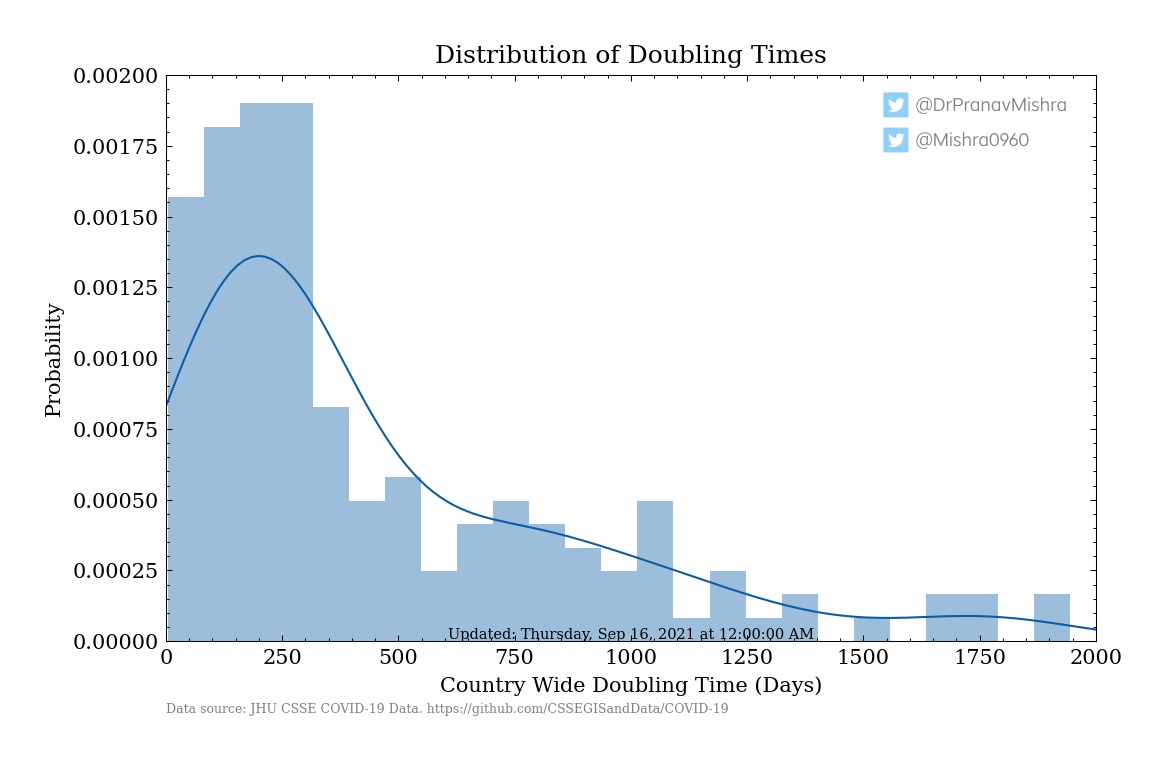 Distribution of Doubling Times
@DrPranavMishra
@Mishra0960
0.00200
0.00175
0.00150
0.00125
0.00100
0.00075
0.00050
0.00025
0.00000
Probability
Updated: Thursday, Sep 16, 2021 at 12:00:00 AM
0 250 500 750 1000 1250 1500 1750 2000
Country Wide Doubling Time (Days)
Data source: JHU CSSE COVID-19 Data. https://github.com/CSSEGISandData/COVID-19